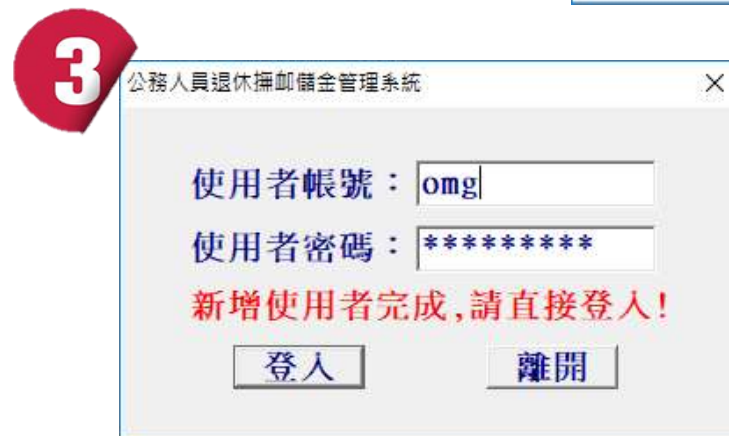 3
公務人員退休撫卹儲金管理系統
使用者帳號：omg
使用者密碼：*********
新增使用者完成,請直接登入!
登入 離開